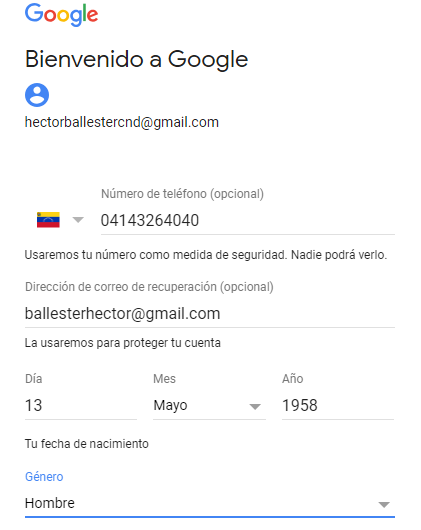 Google
Bienvenido a Google
hectorballestercnd@gmail.com
Número de teléfono (opcional)
04143264040
Usaremos tu número como medida de seguridad. Nadie podrá verlo.
Dirección de correo de recuperación (opcional)
ballesterhector@gmail.com
La usaremos para proteger tu cuenta
Día Mes Año
13 Mayo 1958
Tu fecha de nacimiento
Género
Hombre